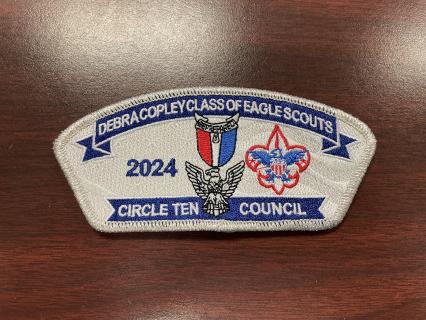 DEBRA COPLEY CLASS OF EAGLE SCOUTS
2024
CIRCLE TEN COUNCIL